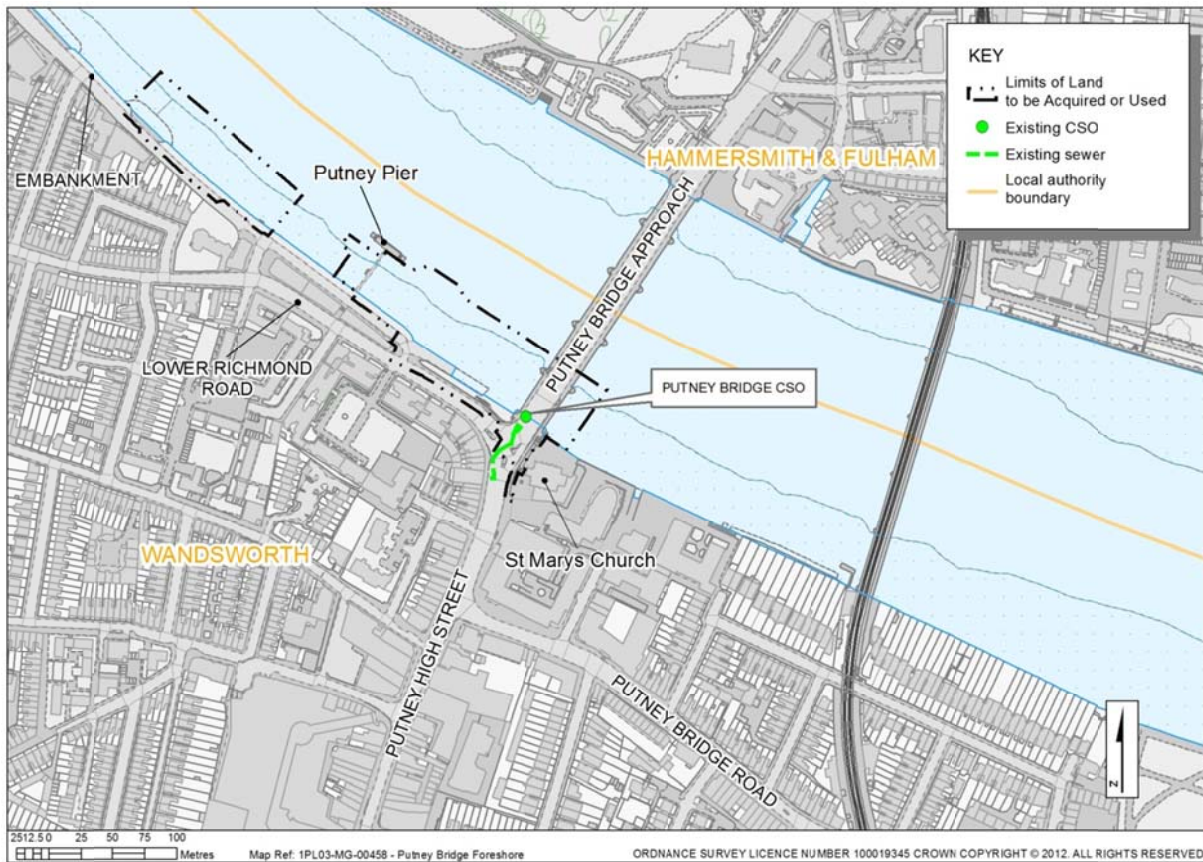 KEY
Limits of Land
to be Acquired or Used
Existing CSO
Existing sewer
Local authority
boundary
HAMMERSMITH & FULHAM
EMBANKMENT
Putney Pier
PUTNEY BRIDGE APPROACH
LOWER RICHMOND
ROAD
PUTNEY BRIDGE CSO
WANDSWORTH
St Marys Church
PUTNEY HIGH STREET
PUTNEY BRIDGE ROAD
N
2512.5 0 25 50 75 100
Metres
Map Ref: 1PL03-MG-00458 - Putney Bridge Foreshore
ORDNANCE SURVEY LICENCE NUMBER 100019345 CROWN COPYRIGHT © 2012. ALL RIGHTS RESERVED